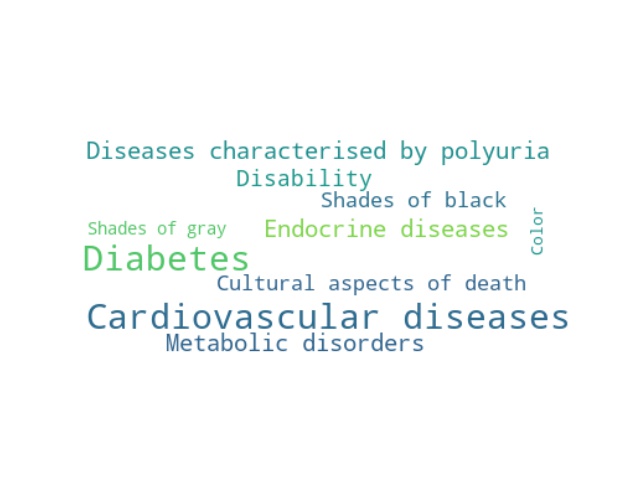 Diseases characterised by polyuria
Disability
Shades of black
Color
Shades of gray
Endocrine diseases
Diabetes
Cultural aspects of death
Cardiovascular diseases
Metabolic disorders